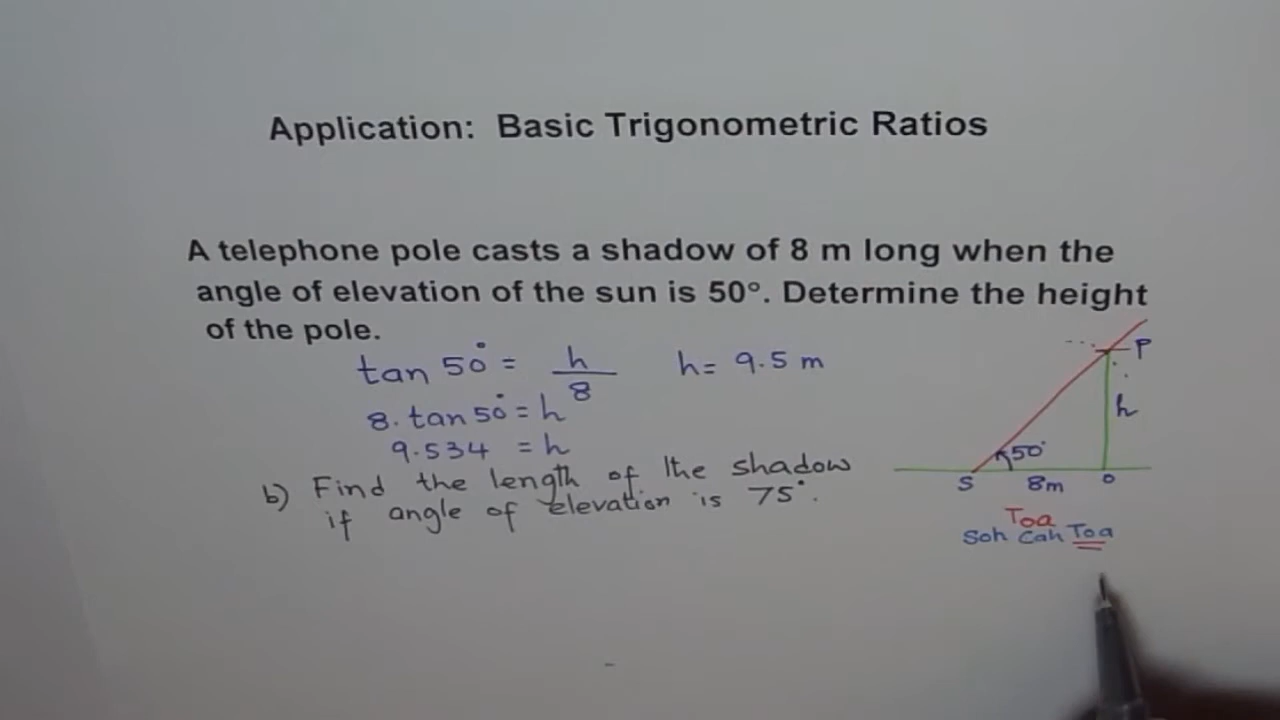 Application: Basic Trigonometric Ratios
A telephone pole casts a shadow of 8 m long when the
angle of elevation of the sun is 50°. Determine the height
of the pole.
tan 50° = h/8 h = 9.5 m
8. tan 50° = h
9.534 = h
b) Find the length of the shadow
if angle of elevation is 75°.
P
h
50°
S 8m O
Toa
Soh Cah Toa